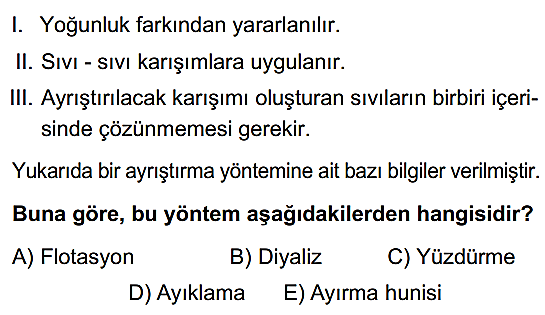 I. Yoğunluk farkından yararlanılır.
II. Sıvı - sıvı karışımlara uygulanır.
III. Ayrıştırılacak karışımı oluşturan sıvıların birbiri içeri-
sinde çözünmemesi gerekir.
Yukarıda bir ayrıştırma yöntemine ait bazı bilgiler verilmiştir.
Buna göre, bu yöntem aşağıdakilerden hangisidir?
A) Flotasyon B) Diyaliz C) Yüzdürme
D) Ayıklama E) Ayırma hunisi